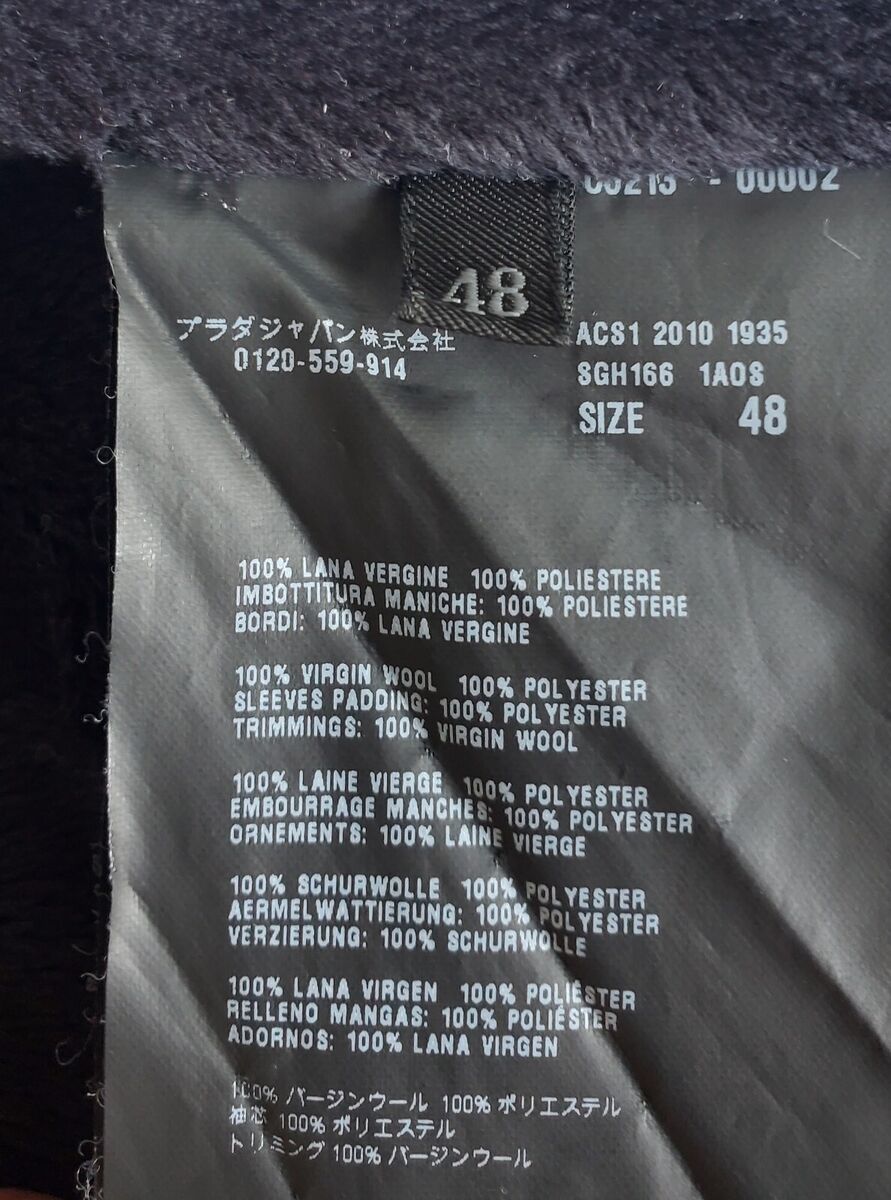 - 00002
48
プラダジャパン株式会社
0120-559-914
ACS1 2010 1935
SGH166 1AOS
SIZE 48
100% LANA VERGINE 100% POLIESTERE
IMBOTTITURA MANICHE: 100% POLIESTERE
BORDI: 100% LANA VERGINE
100% VIRGIN WOOL 100% POLYESTER
SLEEVES PADDING: 100% POLYESTER
TRIMMINGS: 100% VIRGIN WOOL
100% LAINE VIERGE 100% POLYESTER
EMBOURRAGE MANCHES: 100% POLYESTER
ORNEMENTS: 100% LAINE VIERGE
100% SCHURWOLLE 100% POLYESTER
AERMELWATTIERUNG: 100% POLYESTER
VERZIERUNG: 100% SCHURWOLLE
100% LANA VIRGEN 100% POLIÉSTER
RELLENO MANGAS: 100% POLIÉSTER
ADORNOS: 100% LANA VIRGEN
100% バージンウール 100% ポリエステル
袖芯 100% ポリエステル
トリミング 100% バージンウール